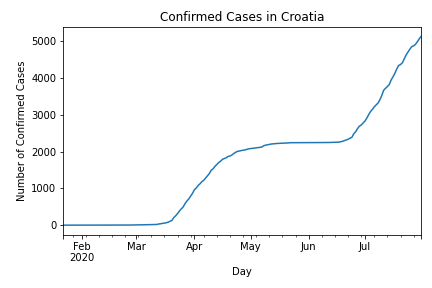 Confirmed Cases in Croatia
Number of Confirmed Cases
5000
4000
3000
2000
1000
0
Feb Mar Apr May Jun Jul
2020
Day